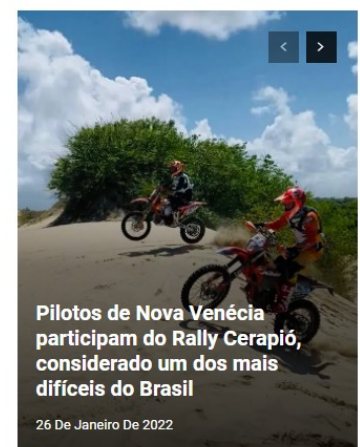 Pilotos de Nova Venécia
participam do Rally Cerapió,
considerado um dos mais
difíceis do Brasil
26 De Janeiro De 2022